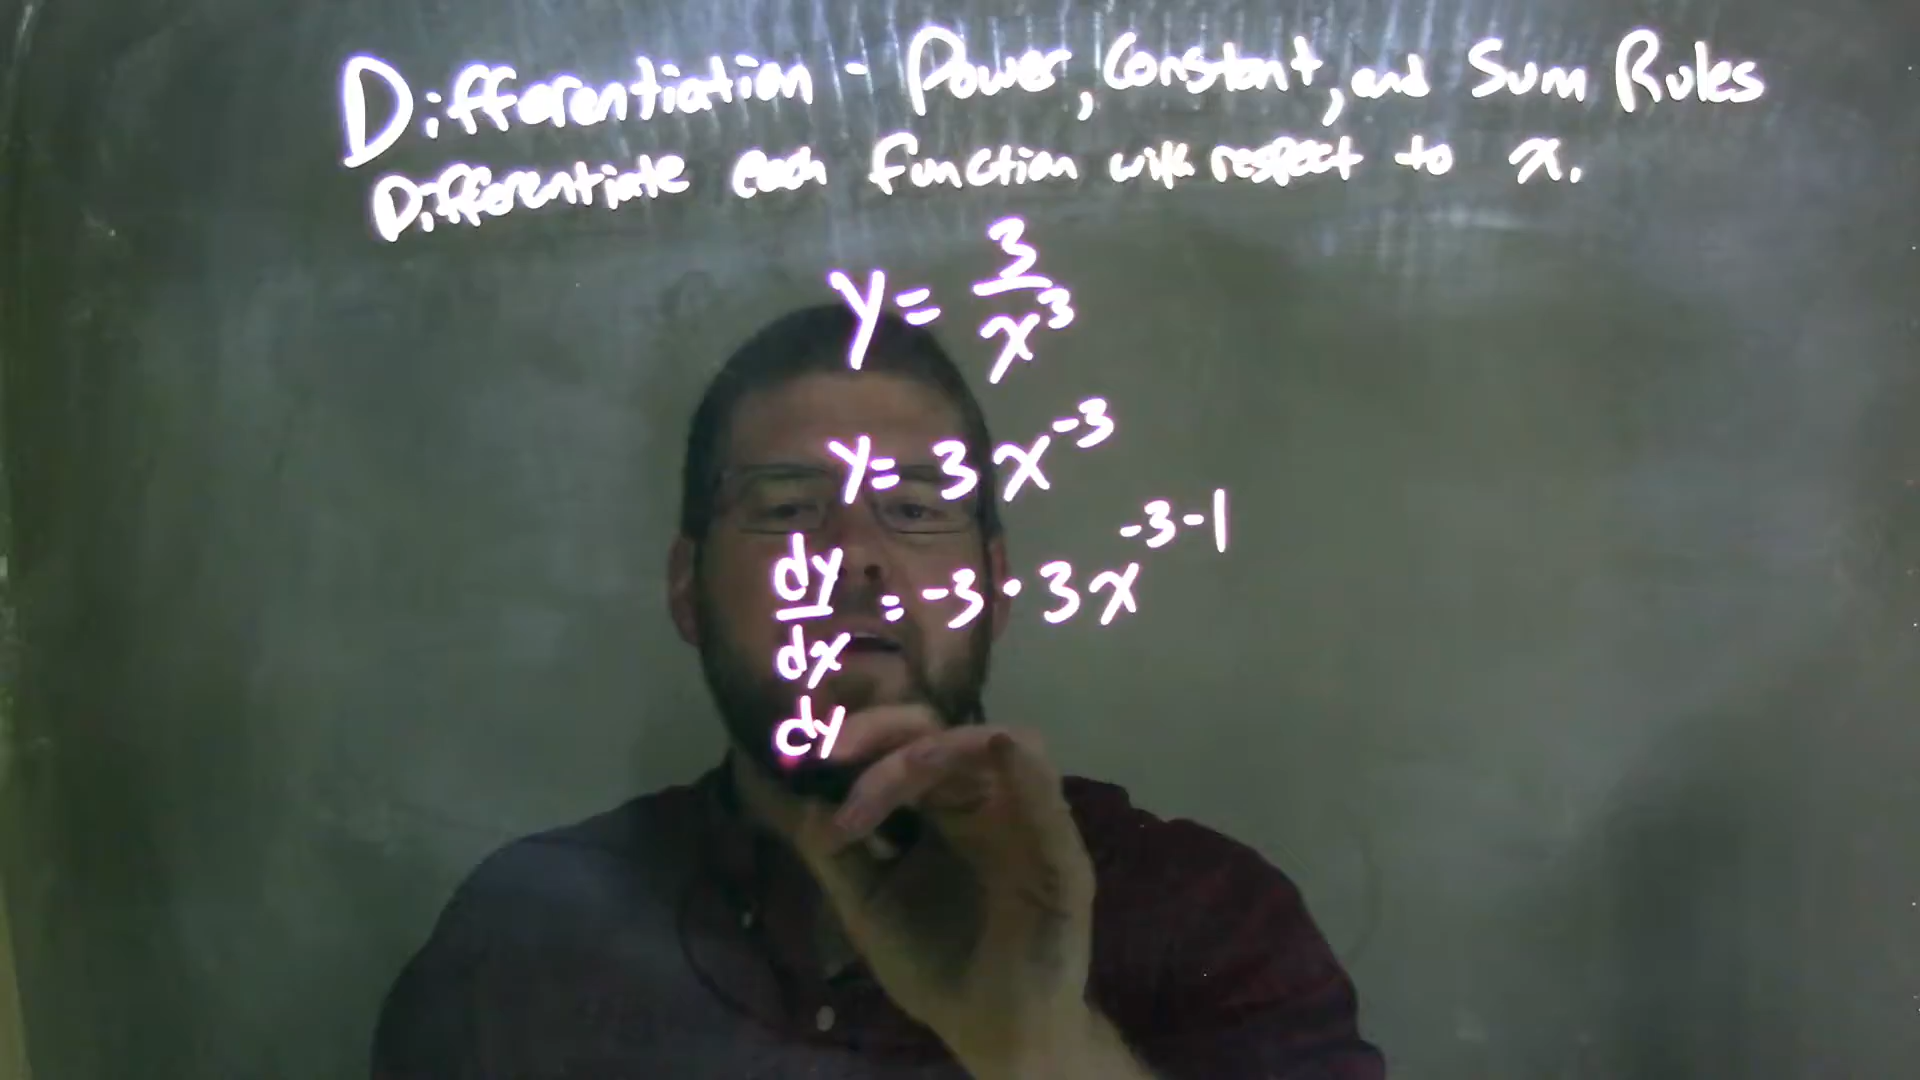 Differentiation - Power, Constant, and Sum Rules
Differentiate each function with respect to x.
y = 3/x³
y = 3x⁻³
dy/dx = -3 · 3x⁻³⁻¹
dy